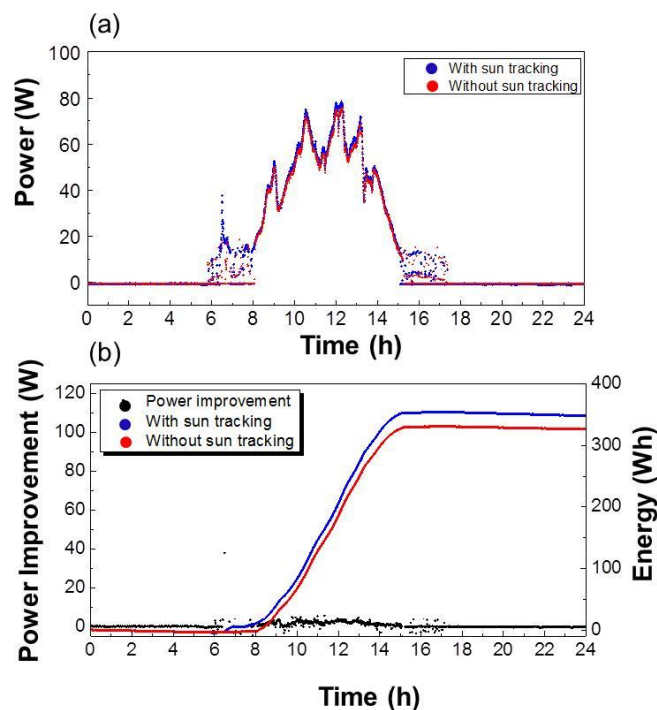 (a)
100
80
60
40
20
0
Power (W)
With sun tracking
Without sun tracking
0 2 4 6 8 10 12 14 16 18 20 22 24
Time (h)
(b)
120
100
80
60
40
20
0
Power Improvement (W)
Power improvement
With sun tracking
Without sun tracking
400
300
200
100
0
Energy (Wh)
0 2 4 6 8 10 12 14 16 18 20 22 24
Time (h)